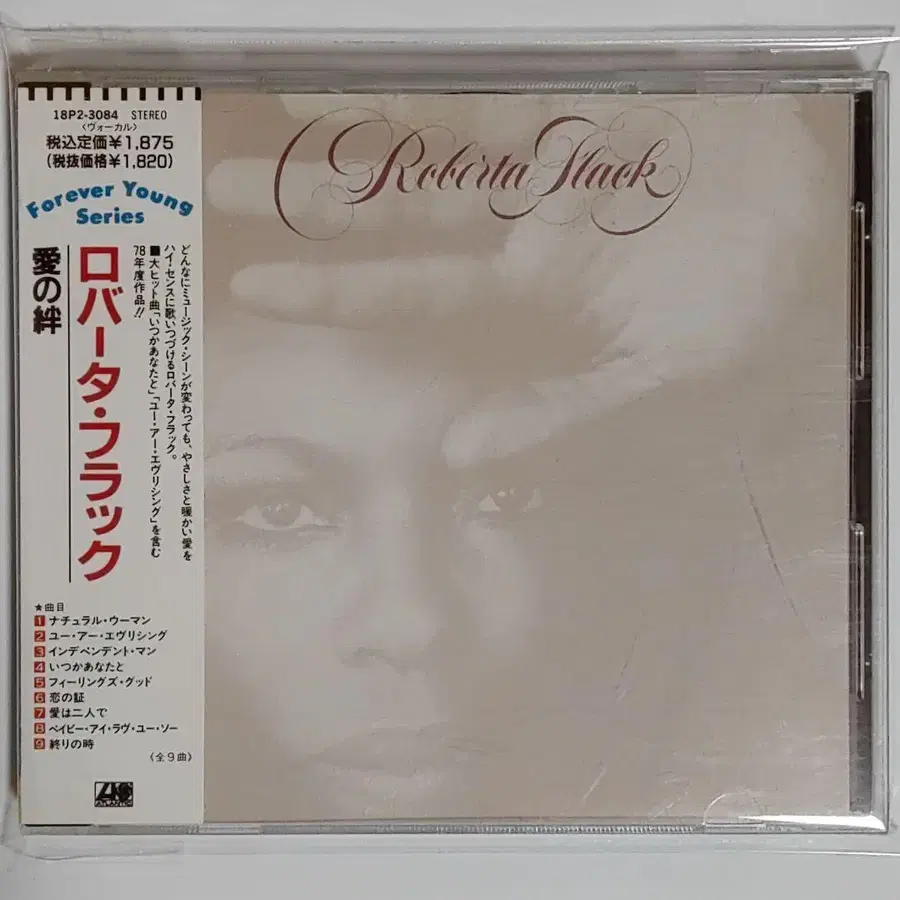 18P2-3084 STEREO
〈ヴォーカル〉
税込定価¥1,875
(税抜価格¥1,820)
Forever Young
Series
ロバータ・フラック
愛の絆
どんなにミュージック・シーンが変わっても、やさしさと暖かい愛を
ハイ・センスに歌いつづけるロバータ・フラック。
■大ヒット曲「いつかあなたと」「ユー・アー・エヴリシング」を含む
78年度作品!!
★曲目
1 ナチュラル・ウーマン
2 ユー・アー・エヴリシング
3 インデペンデント・マン
4 いつかあなたと
5 フィーリングズ・グッド
6 恋の証
7 愛は二人で
8 ベイビー・アイ・ラヴ・ユー・ソー
9 終りの時
〈全9曲〉
ATLANTIC
Roberta Flack